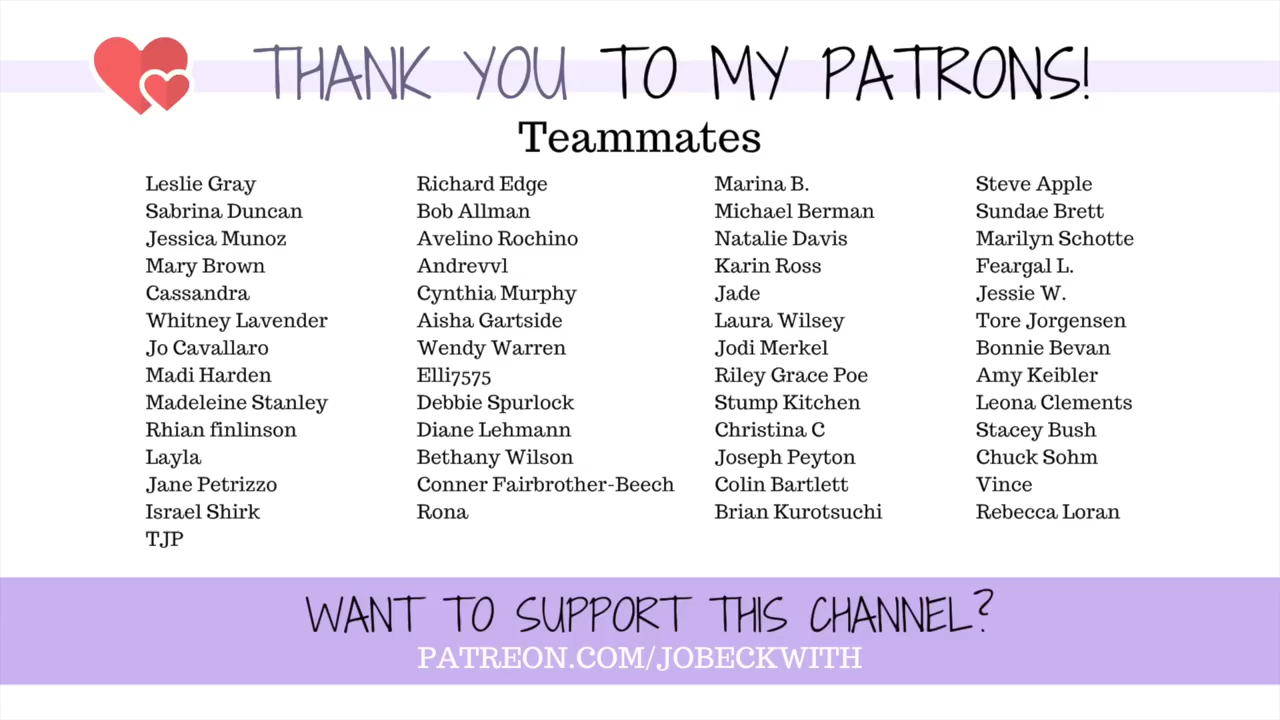 THANK YOU TO MY PATRONS!
Teammates
Leslie Gray
Sabrina Duncan
Jessica Munoz
Mary Brown
Cassandra
Whitney Lavender
Jo Cavallaro
Madi Harden
Madeleine Stanley
Rhian finlinson
Layla
Jane Petrizzo
Israel Shirk
TJP
Richard Edge
Bob Allman
Avelino Rochino
Andrevvl
Cynthia Murphy
Aisha Gartside
Wendy Warren
Elli7575
Debbie Spurlock
Diane Lehmann
Bethany Wilson
Conner Fairbrother-Beech
Rona
Marina B.
Michael Berman
Natalie Davis
Karin Ross
Jade
Laura Wilsey
Jodi Merkel
Riley Grace Poe
Stump Kitchen
Christina C
Joseph Peyton
Colin Bartlett
Brian Kurotsuchi
Steve Apple
Sundae Brett
Marilyn Schotte
Feargal L.
Jessie W.
Tore Jorgensen
Bonnie Bevan
Amy Keibler
Leona Clements
Stacey Bush
Chuck Sohm
Vince
Rebecca Loran
WANT TO SUPPORT THIS CHANNEL?
PATREON.COM/JOBECKWITH